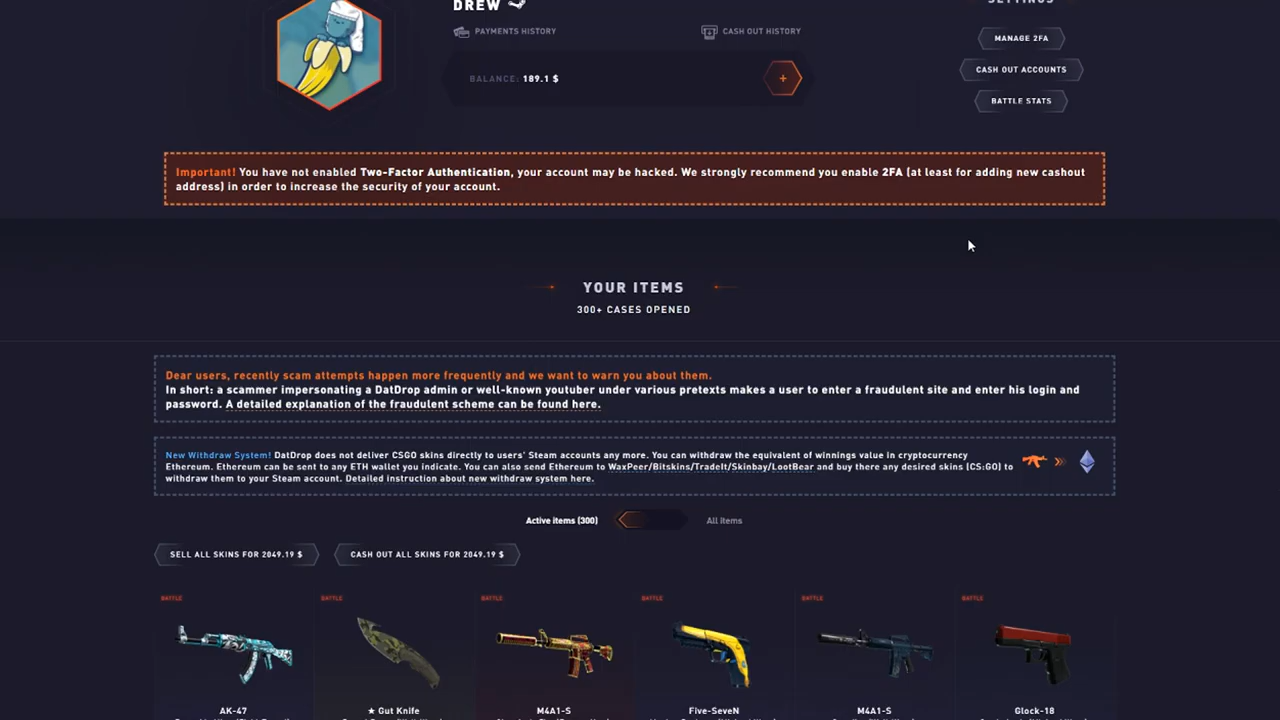 DREW
SETTINGS
PAYMENTS HISTORY
CASH OUT HISTORY
MANAGE 2FA
BALANCE: 189.1 $
+
CASH OUT ACCOUNTS
BATTLE STATS
Important! You have not enabled Two-Factor Authentication, your account may be hacked. We strongly recommend you enable 2FA (at least for adding new cashout
address) in order to increase the security of your account.
YOUR ITEMS
300+ CASES OPENED
Dear users, recently scam attempts happen more frequently and we want to warn you about them.
In short: a scammer impersonating a DatDrop admin or well-known youtuber under various pretexts makes a user to enter a fraudulent site and enter his login and
password. A detailed explanation of the fraudulent scheme can be found here.
New Withdraw System! DatDrop does not deliver CSGO skins directly to users' Steam accounts any more. You can withdraw the equivalent of winnings value in cryptocurrency
Ethereum. Ethereum can be sent to any ETH wallet you indicate. You can also send Ethereum to WaxPeer/Bitskins/TradeIt/Skinbay/LootBear and buy there any desired skins (CS:GO) to
withdraw them to your Steam account. Detailed instruction about new withdraw system here.
Active items (300)
All items
SELL ALL SKINS FOR 2049.19 $
CASH OUT ALL SKINS FOR 2049.19 $
BATTLE
BATTLE
BATTLE
BATTLE
BATTLE
BATTLE
AK-47
★ Gut Knife
M4A1-S
Five-SeveN
M4A1-S
Glock-18